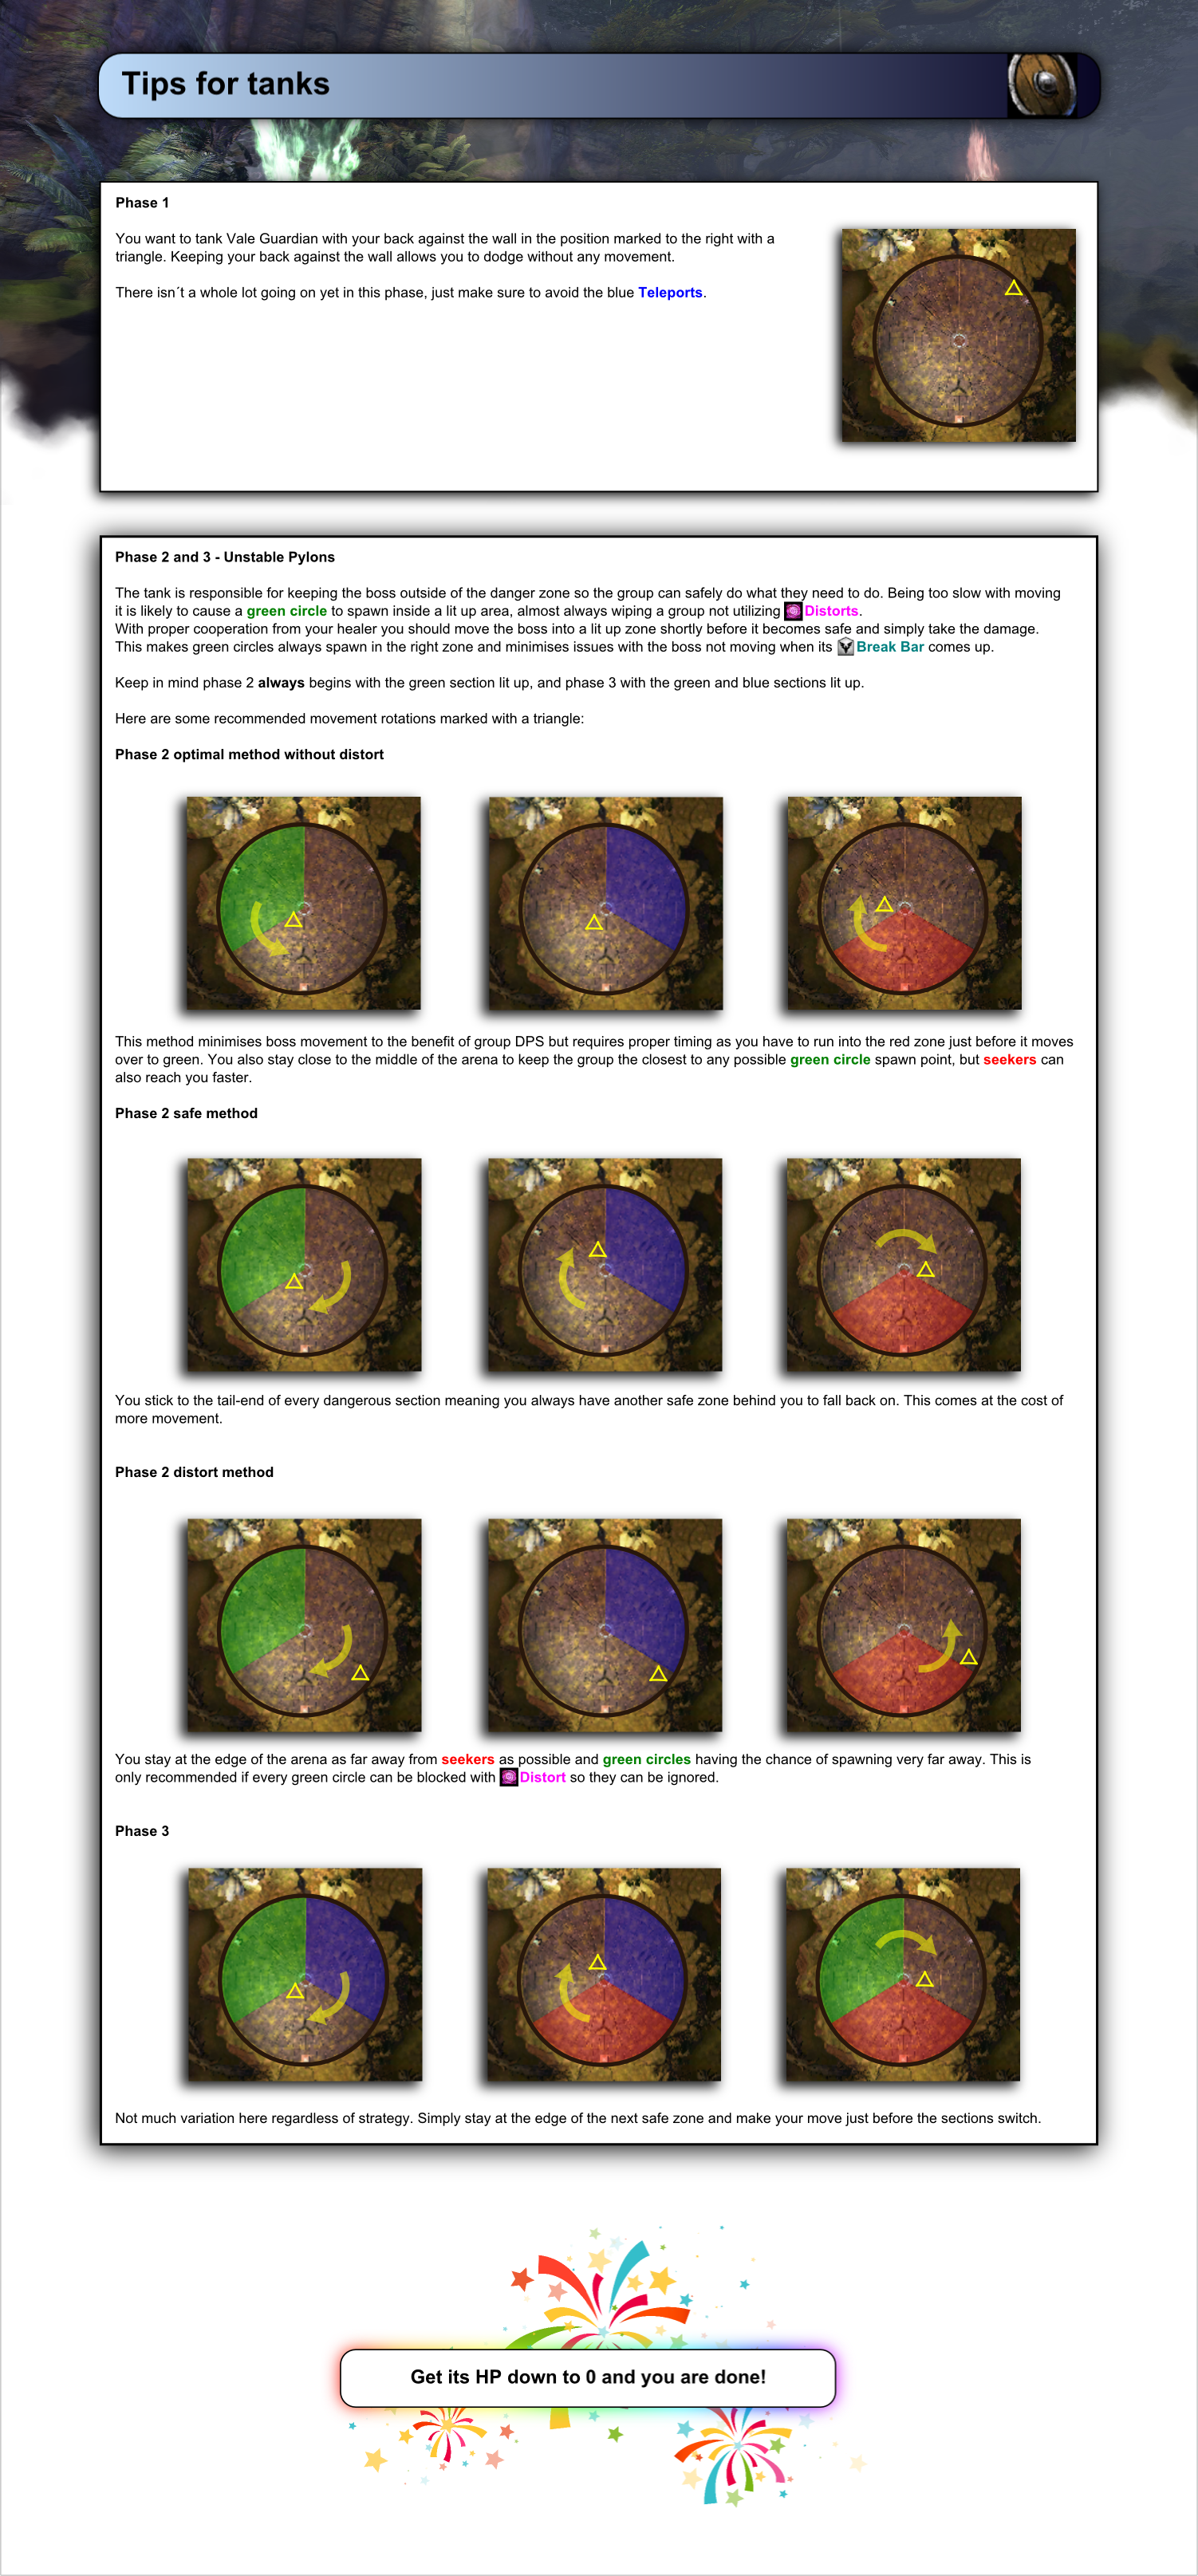 Tips for tanks
Phase 1
You want to tank Vale Guardian with your back against the wall in the position marked to the right with a
triangle. Keeping your back against the wall allows you to dodge without any movement.
There isn´t a whole lot going on yet in this phase, just make sure to avoid the blue Teleports.
Phase 2 and 3 - Unstable Pylons
The tank is responsible for keeping the boss outside of the danger zone so the group can safely do what they need to do. Being too slow with moving
it is likely to cause a green circle to spawn inside a lit up area, almost always wiping a group not utilizing Distorts.
With proper cooperation from your healer you should move the boss into a lit up zone shortly before it becomes safe and simply take the damage.
This makes green circles always spawn in the right zone and minimises issues with the boss not moving when its Break Bar comes up.
Keep in mind phase 2 always begins with the green section lit up, and phase 3 with the green and blue sections lit up.
Here are some recommended movement rotations marked with a triangle:
Phase 2 optimal method without distort
This method minimises boss movement to the benefit of group DPS but requires proper timing as you have to run into the red zone just before it moves
over to green. You also stay close to the middle of the arena to keep the group the closest to any possible green circle spawn point, but seekers can
also reach you faster.
Phase 2 safe method
You stick to the tail-end of every dangerous section meaning you always have another safe zone behind you to fall back on. This comes at the cost of
more movement.
Phase 2 distort method
You stay at the edge of the arena as far away from seekers as possible and green circles having the chance of spawning very far away. This is
only recommended if every green circle can be blocked with Distort so they can be ignored.
Phase 3
Not much variation here regardless of strategy. Simply stay at the edge of the next safe zone and make your move just before the sections switch.
Get its HP down to 0 and you are done!